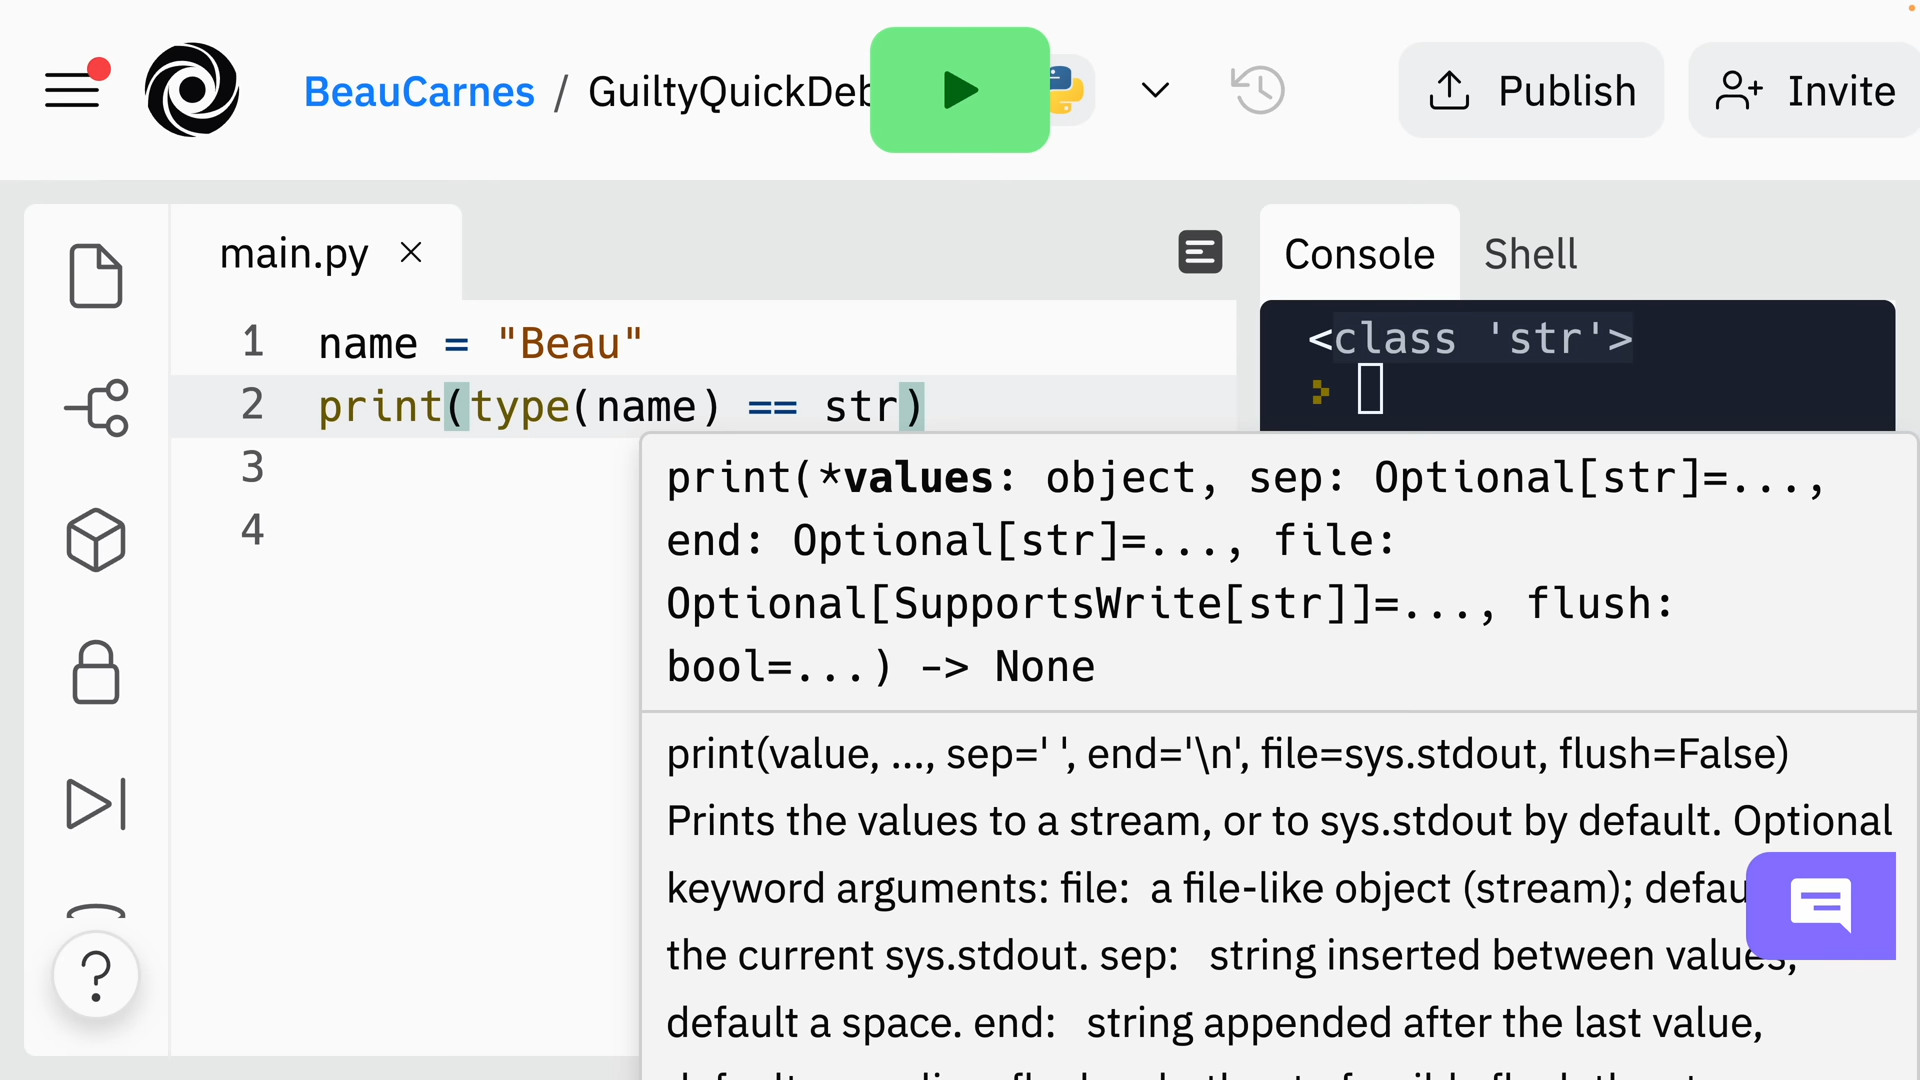 BeauCarnes / GuiltyQuickDeb
Publish
Invite
main.py
Console
Shell
1 name = "Beau"
2 print(type(name) == str)
3
4
<class 'str'>
print(*values: object, sep: Optional[str]=...,
end: Optional[str]=..., file:
Optional[SupportsWrite[str]]=..., flush:
bool=...) -> None
print(value, ..., sep=' ', end='\n', file=sys.stdout, flush=False)
Prints the values to a stream, or to sys.stdout by default. Optional
keyword arguments: file: a file-like object (stream); defau
the current sys.stdout. sep: string inserted between values,
default a space. end: string appended after the last value,
?